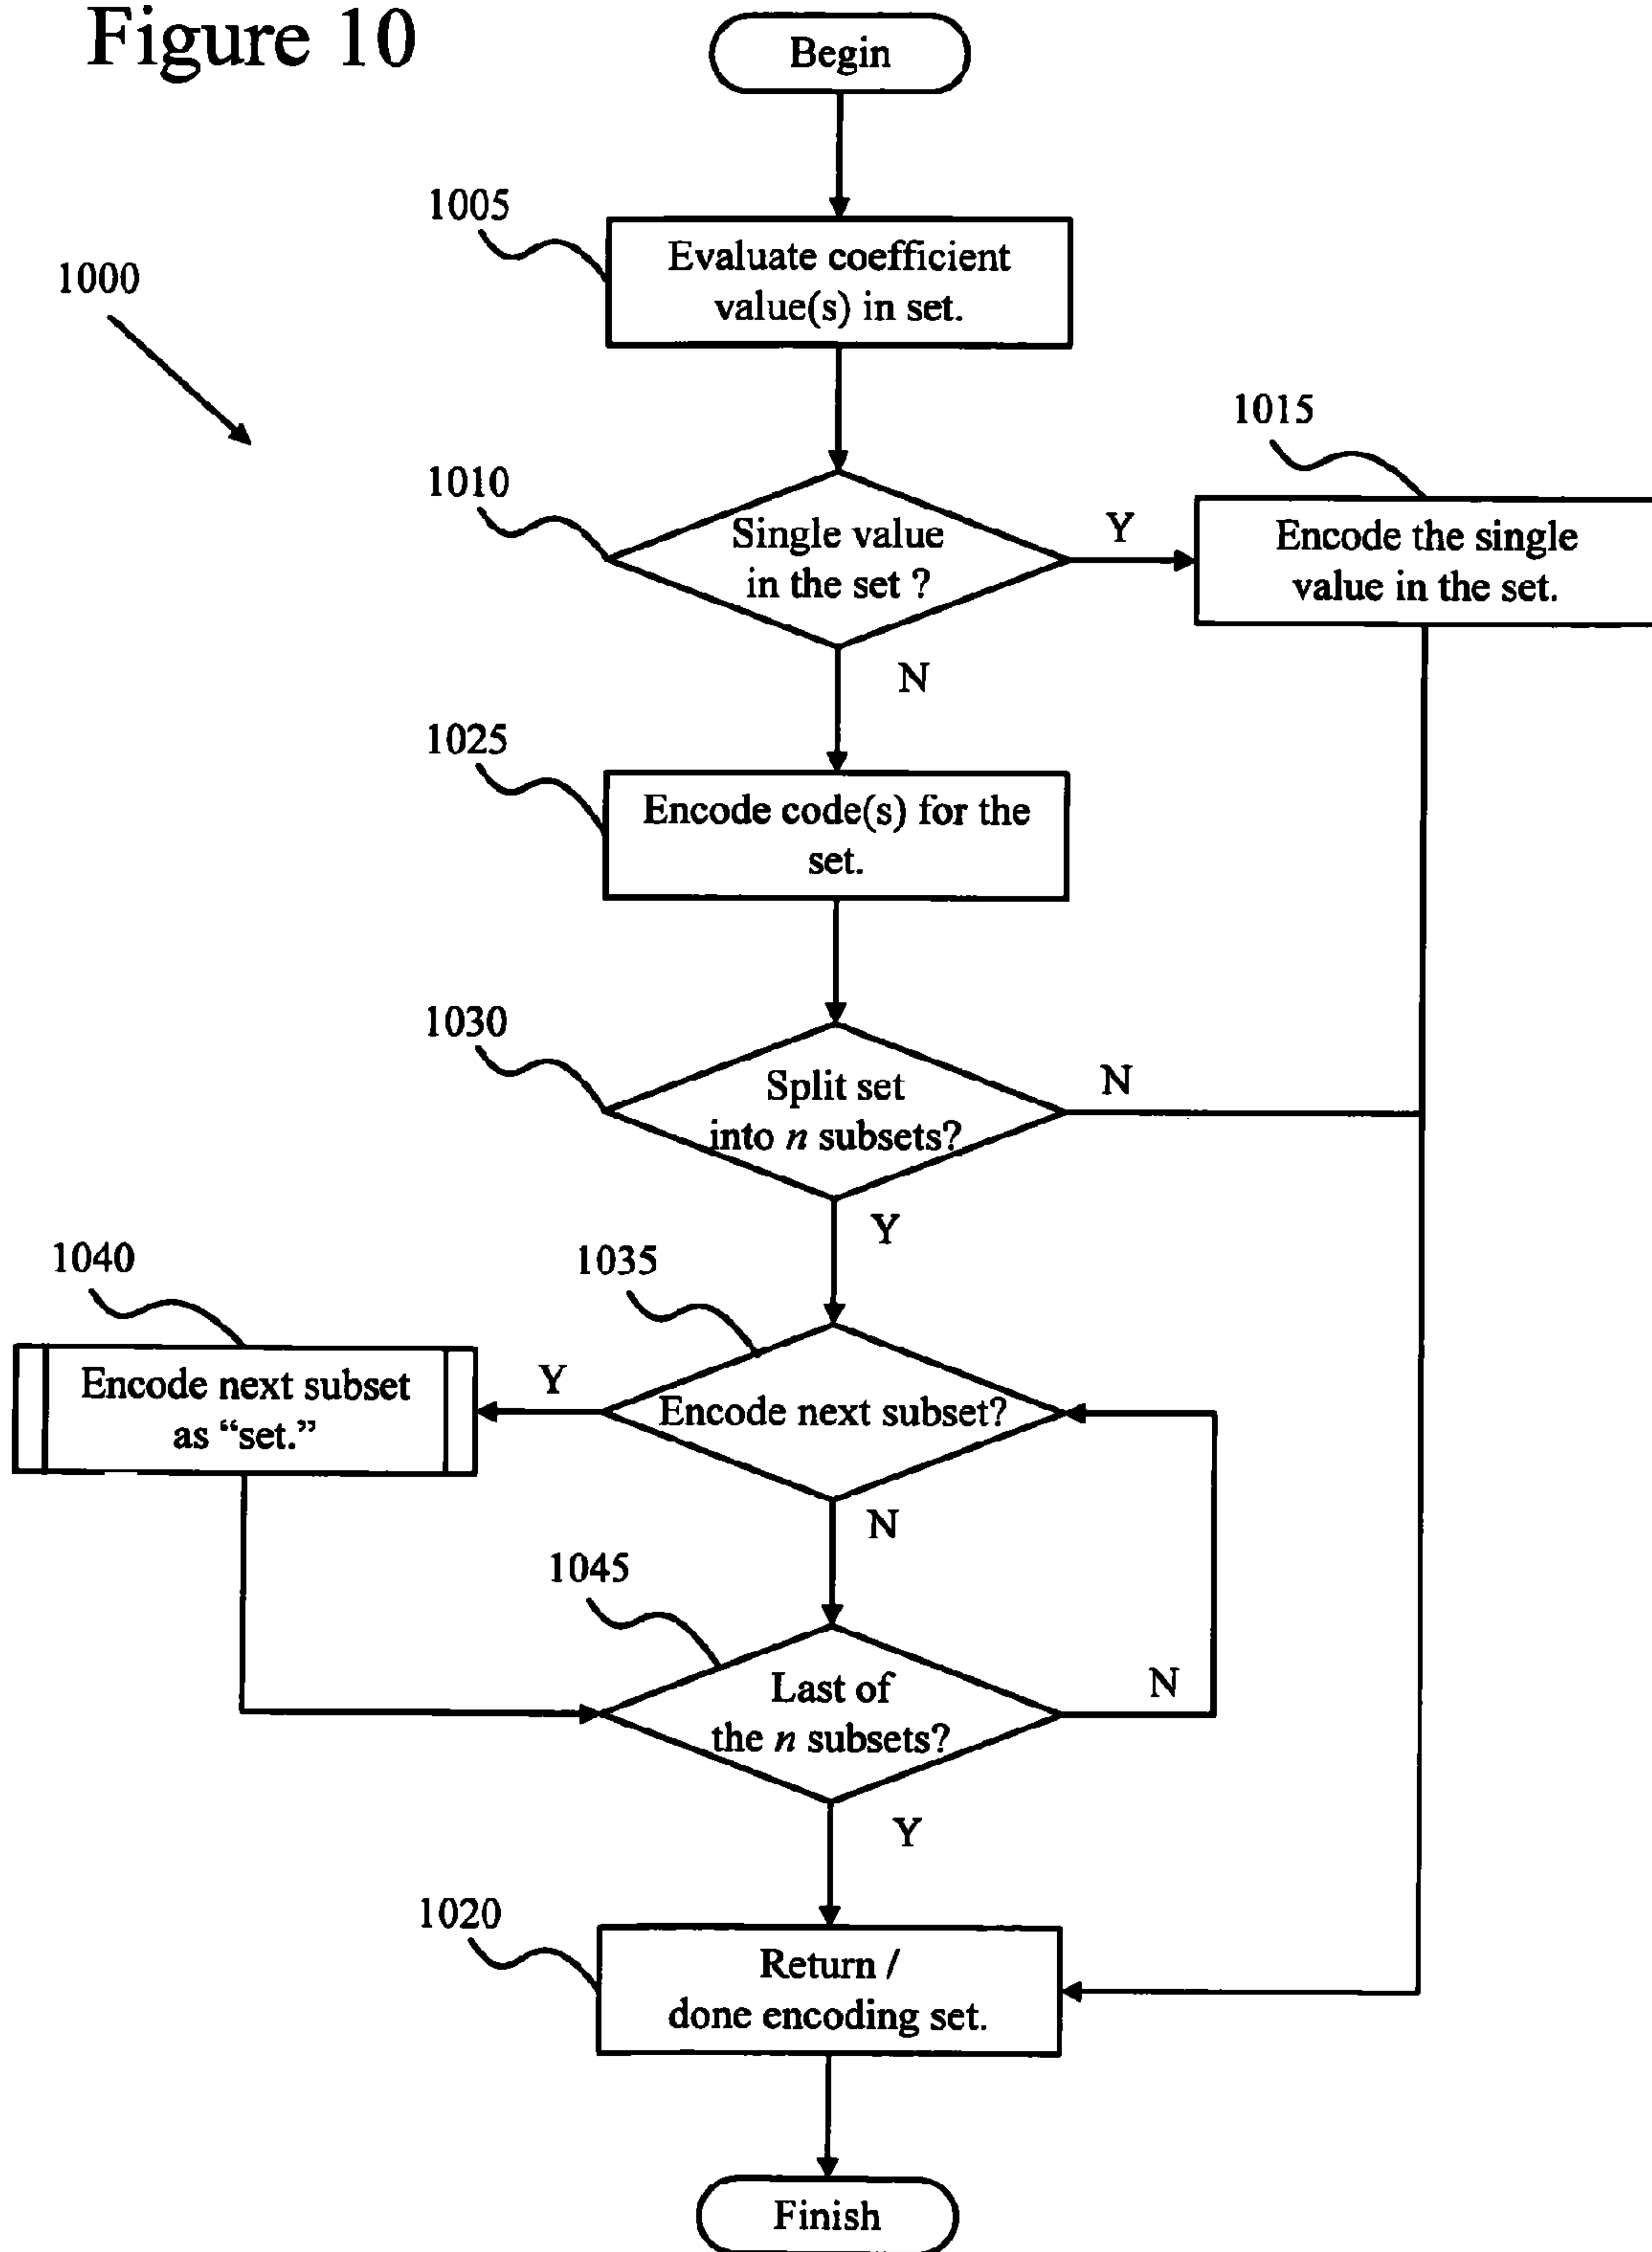 Figure 10
Begin
1005
Evaluate coefficient
value(s) in set.
1000
1015
1010
Single value
in the set ?
Y
Encode the single
value in the set.
N
1025
Encode code(s) for the
set.
1030
Split set
into n subsets?
N
Y
1040
1035
Encode next subset
as “set.”
Y
Encode next subset?
N
1045
Last of
the n subsets?
N
Y
1020
Return /
done encoding set.
Finish